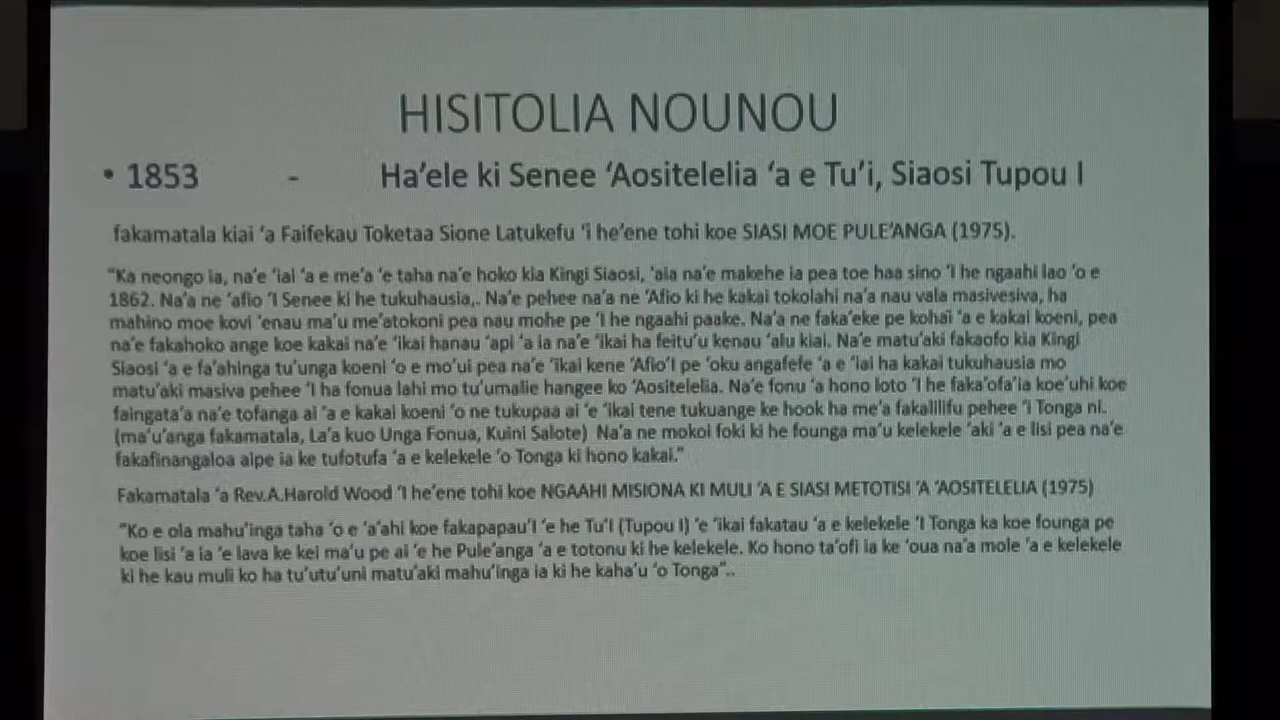 HISITOLIA NOUNOU
• 1853 - Ha'ele ki Senee 'Aositelelia 'a e Tu'i, Siaosi Tupou I
fakamatala kiai 'a Faifekau Toketaa Sione Latukefu 'i he'ene tohi koe SIASI MOE PULE'ANGA (1975).
"Ka neongo ia, na'e 'iai 'a e me'a 'e taha na'e hoko kia Kingi Siaosi, 'aia na'e makehe ia pea toe haa sino 'i he ngaahi lao 'o e
1862. Na'a ne 'afio 'i Senee ki he tukuhausia,. Na'e pehee na'a ne 'Afio ki he kakai tokolahi na'a nau vala masivesiva, ha
mahino moe kovi 'enau ma'u me'atokoni pea nau mohe pe 'i he ngaahi paake. Na'a ne faka'eke pe kohai 'a e kakai koeni, pea
na'e fakahoko ange koe kakai na'e 'ikai hanau 'api 'a ia na'e 'ikai ha feitu'u kenau 'alu kiai. Na'e matu'aki fakaofo kia Kingi
Siaosi 'a e fa'ahinga tu'unga koeni 'o e mo'ui pea na'e 'ikai kene 'Afio'i pe 'oku angafefe 'a e 'iai ha kakai tukuhausia mo
matu'aki masiva pehee 'i ha fonua lahi mo tu'umalie hangee ko 'Aositelelia. Na'e fonu 'a hono loto 'i he faka'ofa'ia koe'uhi koe
faingata'a na'e tofanga ai 'a e kakai koeni 'o ne tukupaa ai 'e 'ikai tene tukuange ke hook ha me'a fakalilifu pehee 'i Tonga ni.
(ma'u'anga fakamatala, La'a kuo Unga Fonua, Kuini Salote) Na'a ne mokoi foki ki he founga ma'u kelekele 'aki 'a e lisi pea na'e
fakafinangaloa aipe ia ke tufotufa 'a e kelekele 'o Tonga ki hono kakai."
Fakamatala 'a Rev.A.Harold Wood 'i he'ene tohi koe NGAAHI MISIONA KI MULI 'A E SIASI METOTISI 'A 'AOSITELELIA (1975)
"Ko e ola mahu'inga taha 'o e 'a'ahi koe fakapapau'i 'e he Tu'i (Tupou I) 'e 'ikai fakatau 'a e kelekele 'i Tonga ka koe founga pe
koe lisi 'a ia 'e lava ke kei ma'u pe ai 'e he Pule'anga 'a e totonu ki he kelekele. Ko hono ta'ofi ia ke 'oua na'a mole 'a e kelekele
ki he kau muli ko ha tu'utu'uni matu'aki mahu'inga ia ki he kaha'u 'o Tonga"..